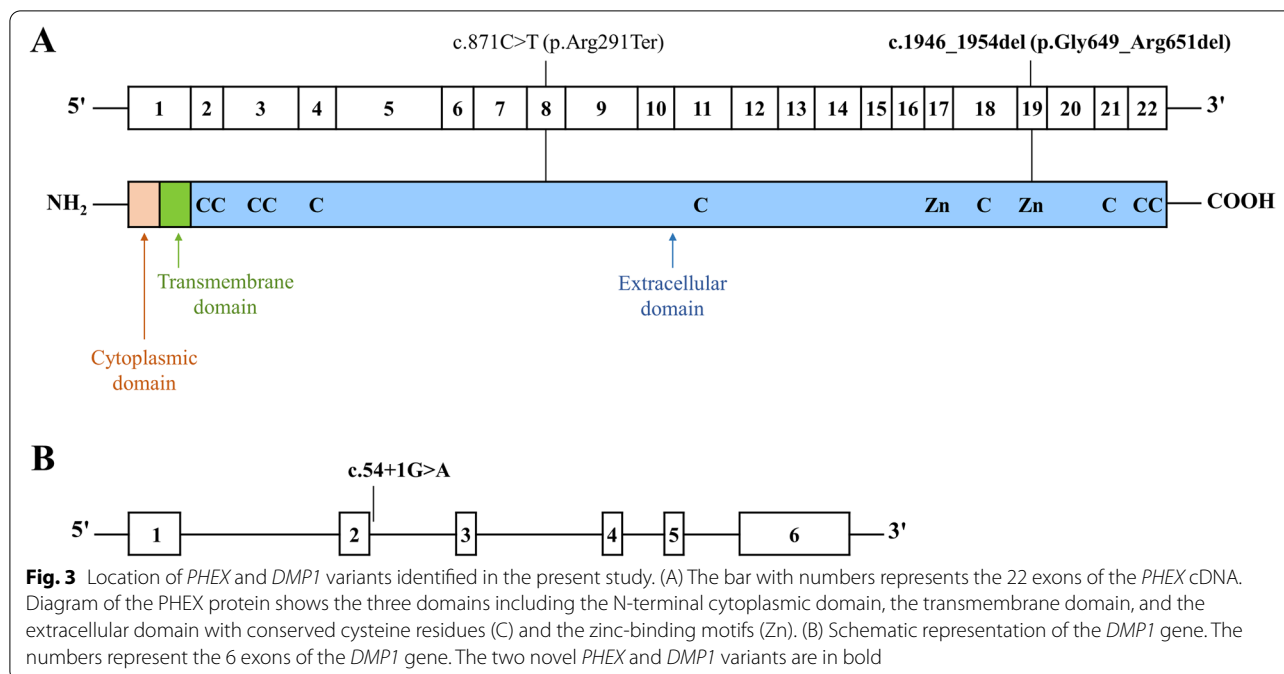 A
c.871C>T (p.Arg291Ter)
c.1946_1954del (p.Gly649_Arg651del)
5' 1 2 3 4 5 6 7 8 9 10 11 12 13 14 15 16 17 18 19 20 21 22 3'
NH2 CC CC C C Zn C Zn C CC COOH
Transmembrane
domain
Extracellular
domain
Cytoplasmic
domain
B
c.54+1G>A
5' 1 2 3 4 5 6 3'
Fig. 3 Location of PHEX and DMP1 variants identified in the present study. (A) The bar with numbers represents the 22 exons of the PHEX cDNA.
Diagram of the PHEX protein shows the three domains including the N-terminal cytoplasmic domain, the transmembrane domain, and the
extracellular domain with conserved cysteine residues (C) and the zinc-binding motifs (Zn). (B) Schematic representation of the DMP1 gene. The
numbers represent the 6 exons of the DMP1 gene. The two novel PHEX and DMP1 variants are in bold